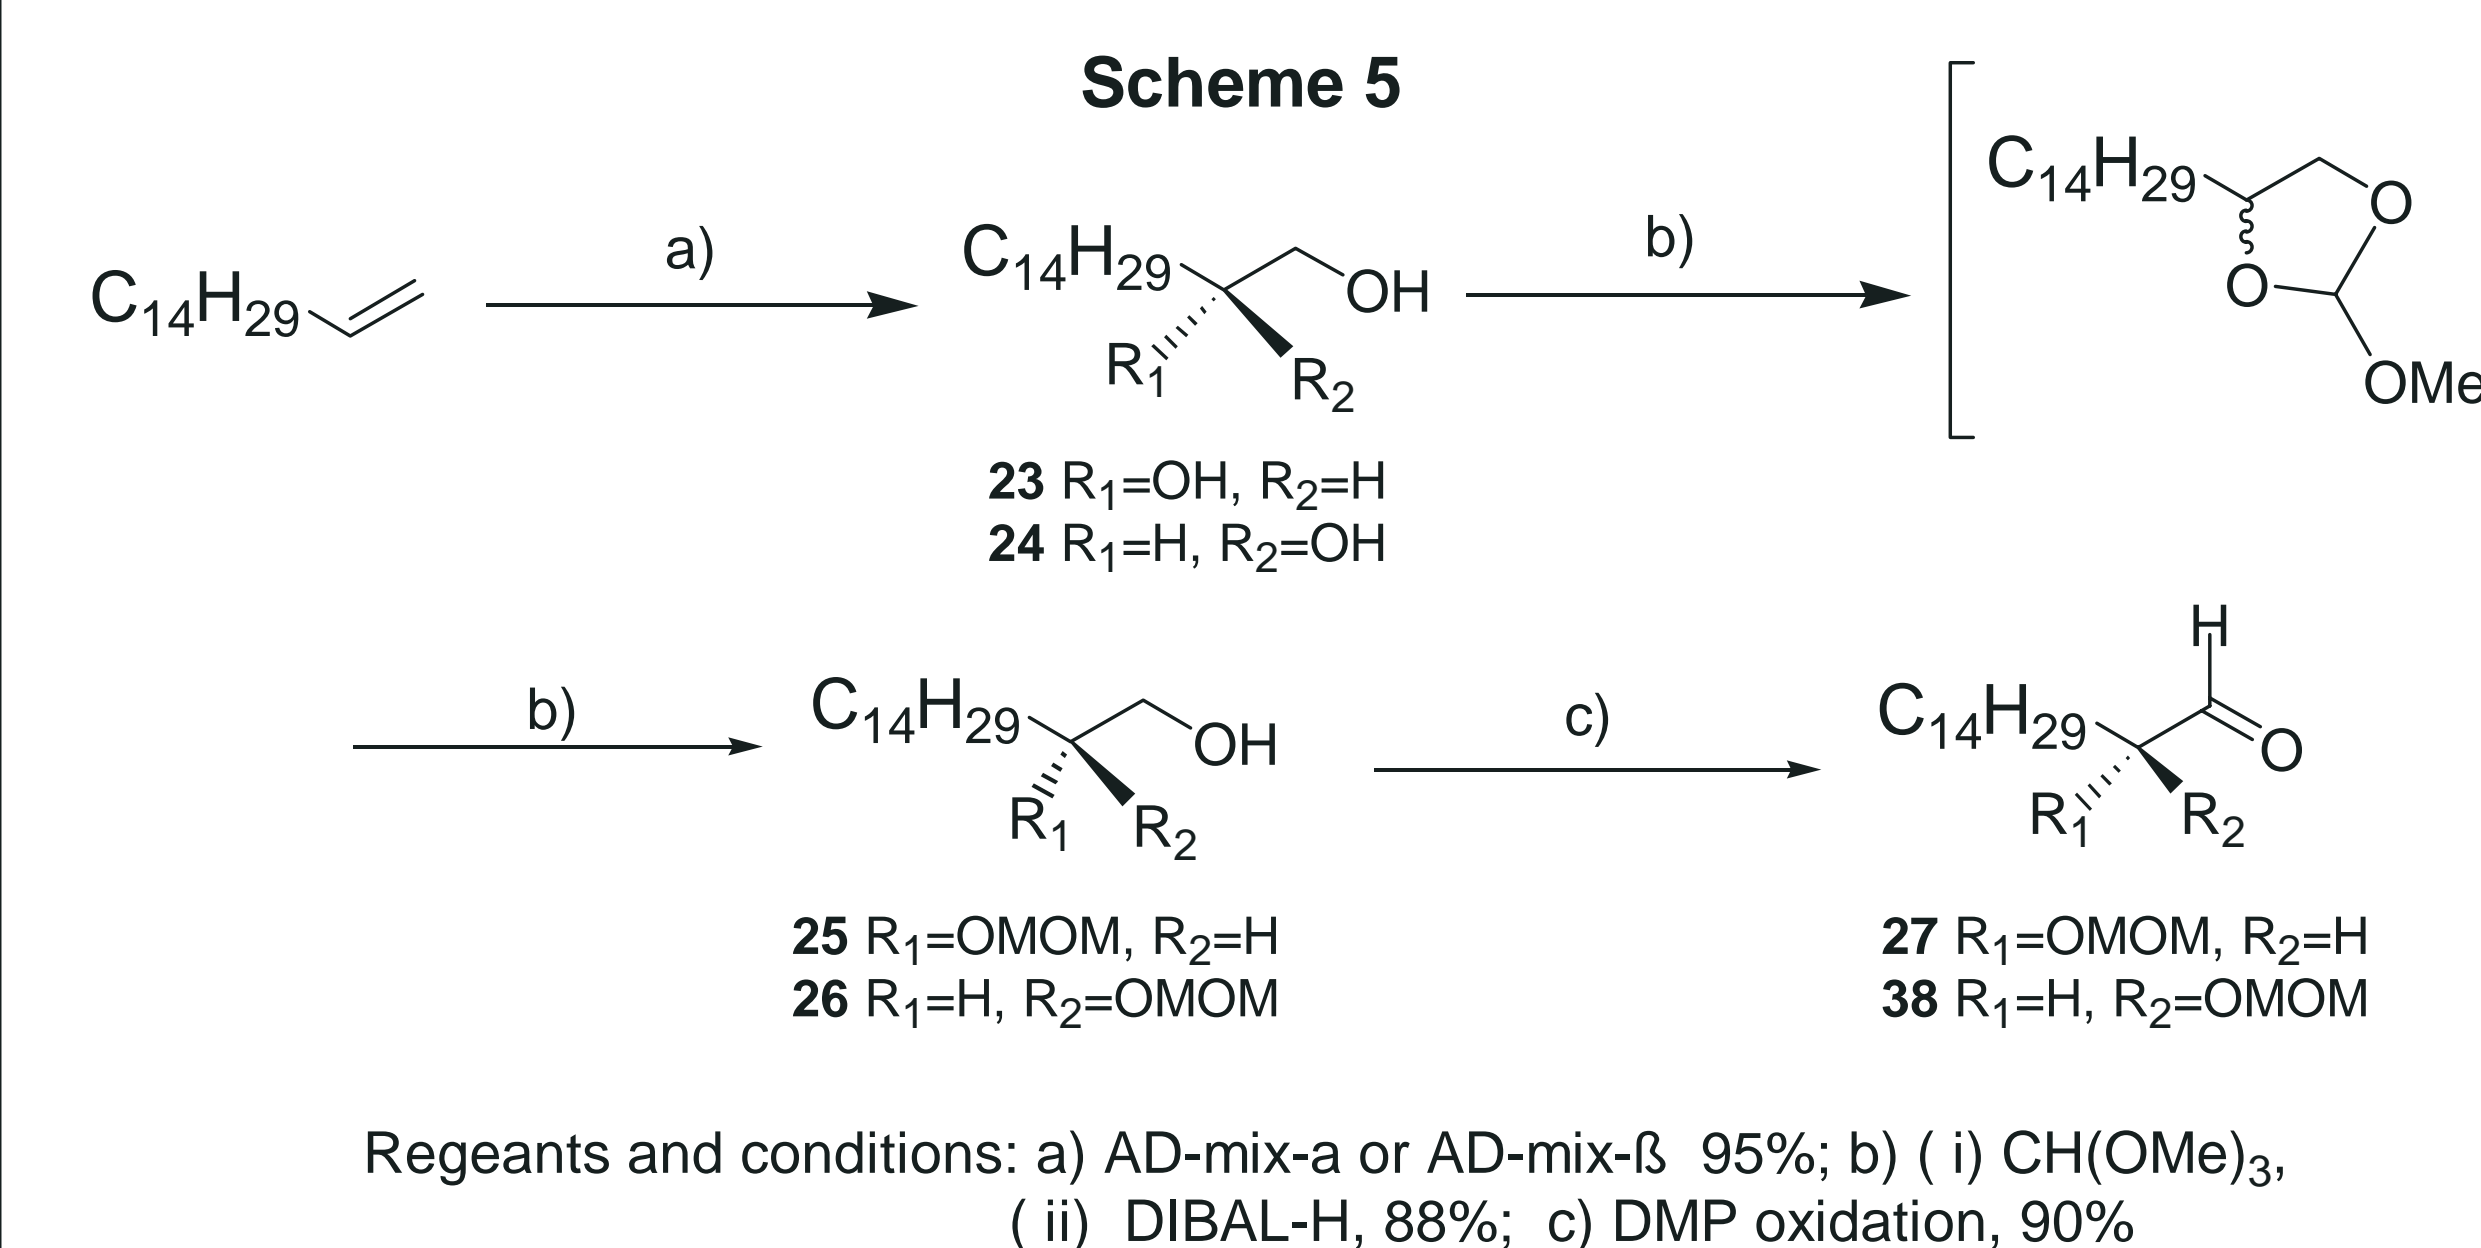 Scheme 5
C14H29
a)
C14H29
OH
R1
R2
b)
C14H29
O
O
OMe
23 R1=OH, R2=H
24 R1=H, R2=OH
b)
C14H29
OH
R1
R2
c)
H
C14H29
O
R1
R2
25 R1=OMOM, R2=H
26 R1=H, R2=OMOM
27 R1=OMOM, R2=H
38 R1=H, R2=OMOM
Regeants and conditions: a) AD-mix-a or AD-mix-ß 95%; b) ( i) CH(OMe)3,
( ii) DIBAL-H, 88%; c) DMP oxidation, 90%